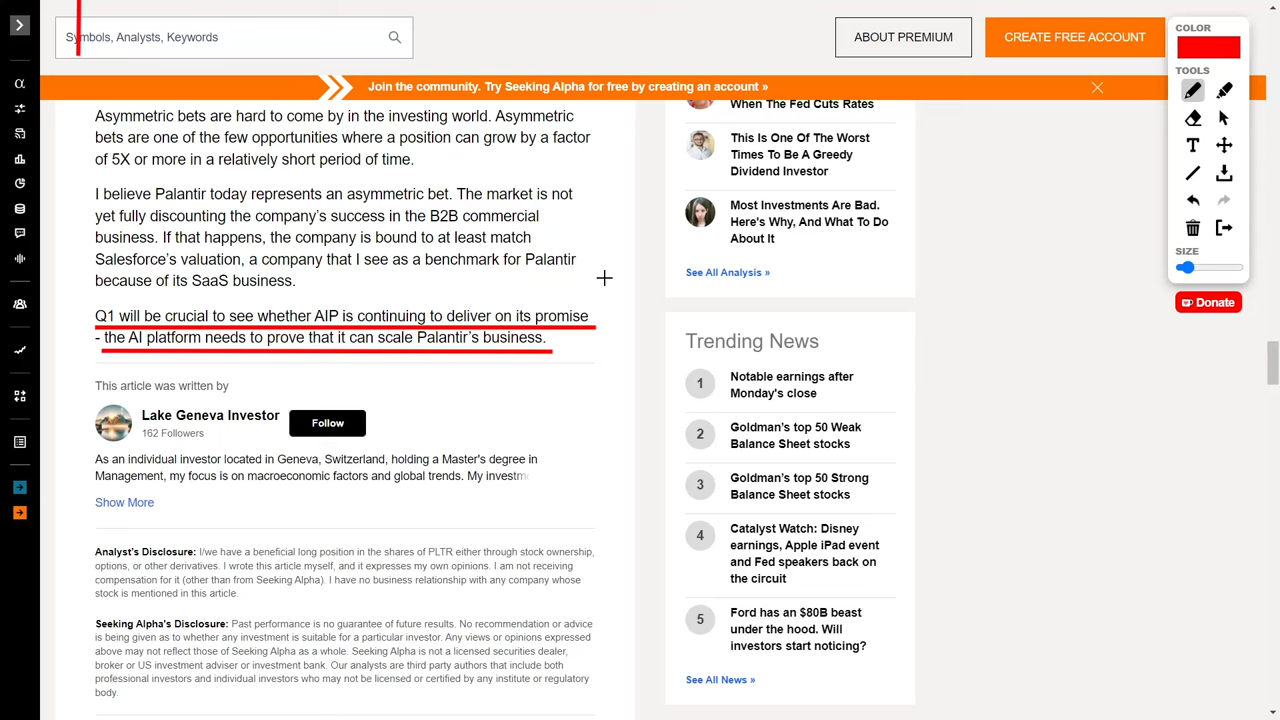 Symbols, Analysts, Keywords
ABOUT PREMIUM
CREATE FREE ACCOUNT
Join the community. Try Seeking Alpha for free by creating an account »
Asymmetric bets are hard to come by in the investing world. Asymmetric
bets are one of the few opportunities where a position can grow by a factor
of 5X or more in a relatively short period of time.
I believe Palantir today represents an asymmetric bet. The market is not
yet fully discounting the company's success in the B2B commercial
business. If that happens, the company is bound to at least match
Salesforce's valuation, a company that I see as a benchmark for Palantir
because of its SaaS business.
Q1 will be crucial to see whether AIP is continuing to deliver on its promise
- the AI platform needs to prove that it can scale Palantir's business.
This article was written by
Lake Geneva Investor
162 Followers
Follow
As an individual investor located in Geneva, Switzerland, holding a Master's degree in
Management, my focus is on macroeconomic factors and global trends. My investm
Show More
Analyst's Disclosure: I/we have a beneficial long position in the shares of PLTR either through stock ownership,
options, or other derivatives. I wrote this article myself, and it expresses my own opinions. I am not receiving
compensation for it (other than from Seeking Alpha). I have no business relationship with any company whose
stock is mentioned in this article.
Seeking Alpha's Disclosure: Past performance is no guarantee of future results. No recommendation or advice
is being given as to whether any investment is suitable for a particular investor. Any views or opinions expressed
above may not reflect those of Seeking Alpha as a whole. Seeking Alpha is not a licensed securities dealer,
broker or US investment adviser or investment bank. Our analysts are third party authors that include both
professional investors and individual investors who may not be licensed or certified by any institute or regulatory
body.
When The Fed Cuts Rates
This Is One Of The Worst
Times To Be A Greedy
Dividend Investor
Most Investments Are Bad.
Here's Why, And What To Do
About It
See All Analysis »
Trending News
1
Notable earnings after
Monday's close
2
Goldman's top 50 Weak
Balance Sheet stocks
3
Goldman's top 50 Strong
Balance Sheet stocks
4
Catalyst Watch: Disney
earnings, Apple iPad event
and Fed speakers back on
the circuit
5
Ford has an $80B beast
under the hood. Will
investors start noticing?
See All News »
COLOR
TOOLS
T
SIZE
Donate